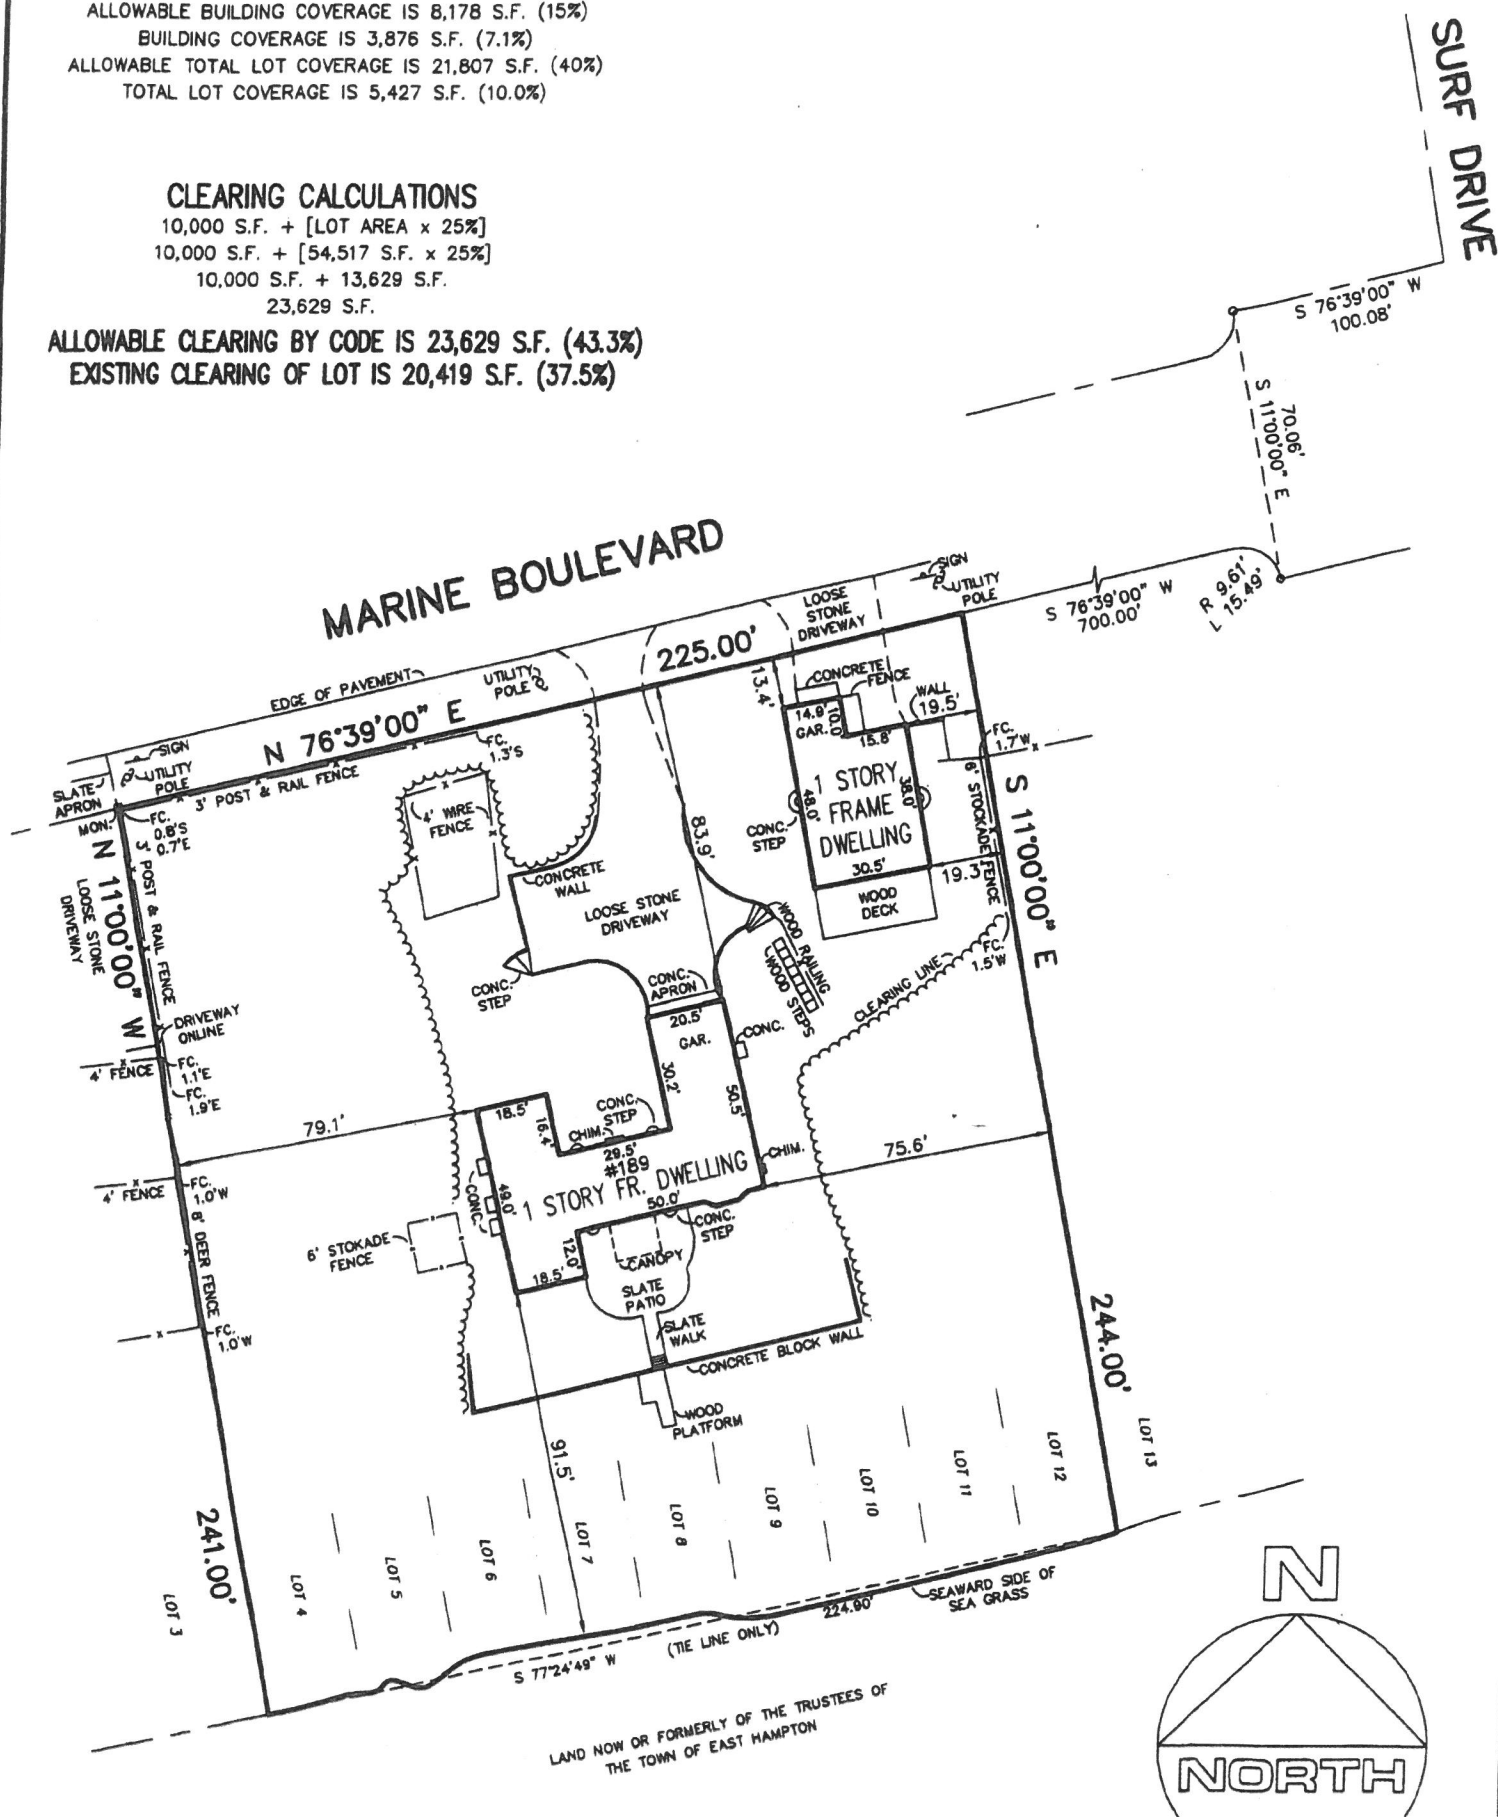 ALLOWABLE BUILDING COVERAGE IS 8,178 S.F. (15%)
BUILDING COVERAGE IS 3,876 S.F. (7.1%)
ALLOWABLE TOTAL LOT COVERAGE IS 21,807 S.F. (40%)
TOTAL LOT COVERAGE IS 5,427 S.F. (10.0%)
CLEARING CALCULATIONS
10,000 S.F. + [LOT AREA x 25%]
10,000 S.F. + [54,517 S.F. x 25%]
10,000 S.F. + 13,629 S.F.
23,629 S.F.
ALLOWABLE CLEARING BY CODE IS 23,629 S.F. (43.3%)
EXISTING CLEARING OF LOT IS 20,419 S.F. (37.5%)
SURF DRIVE
S 76°39'00" W
100.08'
70.06'
S 11°00'00" E
R 9.61'
L 15.49'
S 76°39'00" W
700.00'
MARINE BOULEVARD
SIGN
UTILITY
POLE
LOOSE
STONE
DRIVEWAY
225.00'
EDGE OF PAVEMENT
UTILITY
POLE
N 76°39'00" E
SIGN
UTILITY
POLE
SLATE
APRON
MON.
FC.
0.8'S
0.7'E
3' POST & RAIL FENCE
FC.
1.3'S
4' WIRE
FENCE
13.4'
CONCRETE
FENCE
WALL
19.5'
14.9'
10.0'
GAR.
15.8'
FC.
1.7'W
1 STORY
FRAME
DWELLING
48.0'
38.0'
30.5'
CONC.
STEP
WOOD
DECK
6' STOCKADE FENCE
19.3'
S 11°00'00" E
FC.
1.5'W
CLEARING LINE
83.9'
CONCRETE
WALL
LOOSE STONE
DRIVEWAY
WOOD RAILING
WOOD STEPS
CONC.
STEP
CONC.
APRON
20.5'
GAR.
CONC.
30.2'
50.5'
N 11°00'00" W
LOOSE STONE
DRIVEWAY
3' POST & RAIL FENCE
DRIVEWAY
ONLINE
4' FENCE
FC.
1.1'E
FC.
1.9'E
79.1'
18.5'
16.4'
CONC.
STEP
CHIM.
29.5'
#189
1 STORY FR. DWELLING
CHIM.
75.6'
4' FENCE
FC.
1.0'W
CONC.
49.0'
50.0'
CONC.
STEP
8' DEER FENCE
6' STOKADE
FENCE
12.0'
CANOPY
18.5'
SLATE
PATIO
SLATE
WALK
FC.
1.0'W
CONCRETE BLOCK WALL
WOOD
PLATFORM
91.5'
244.00'
241.00'
LOT 3
LOT 4
LOT 5
LOT 6
LOT 7
LOT 8
LOT 9
LOT 10
LOT 11
LOT 12
LOT 13
SEAWARD SIDE OF
SEA GRASS
224.90'
(TIE LINE ONLY)
S 77°24'49" W
LAND NOW OR FORMERLY OF THE TRUSTEES OF
THE TOWN OF EAST HAMPTON
N
NORTH